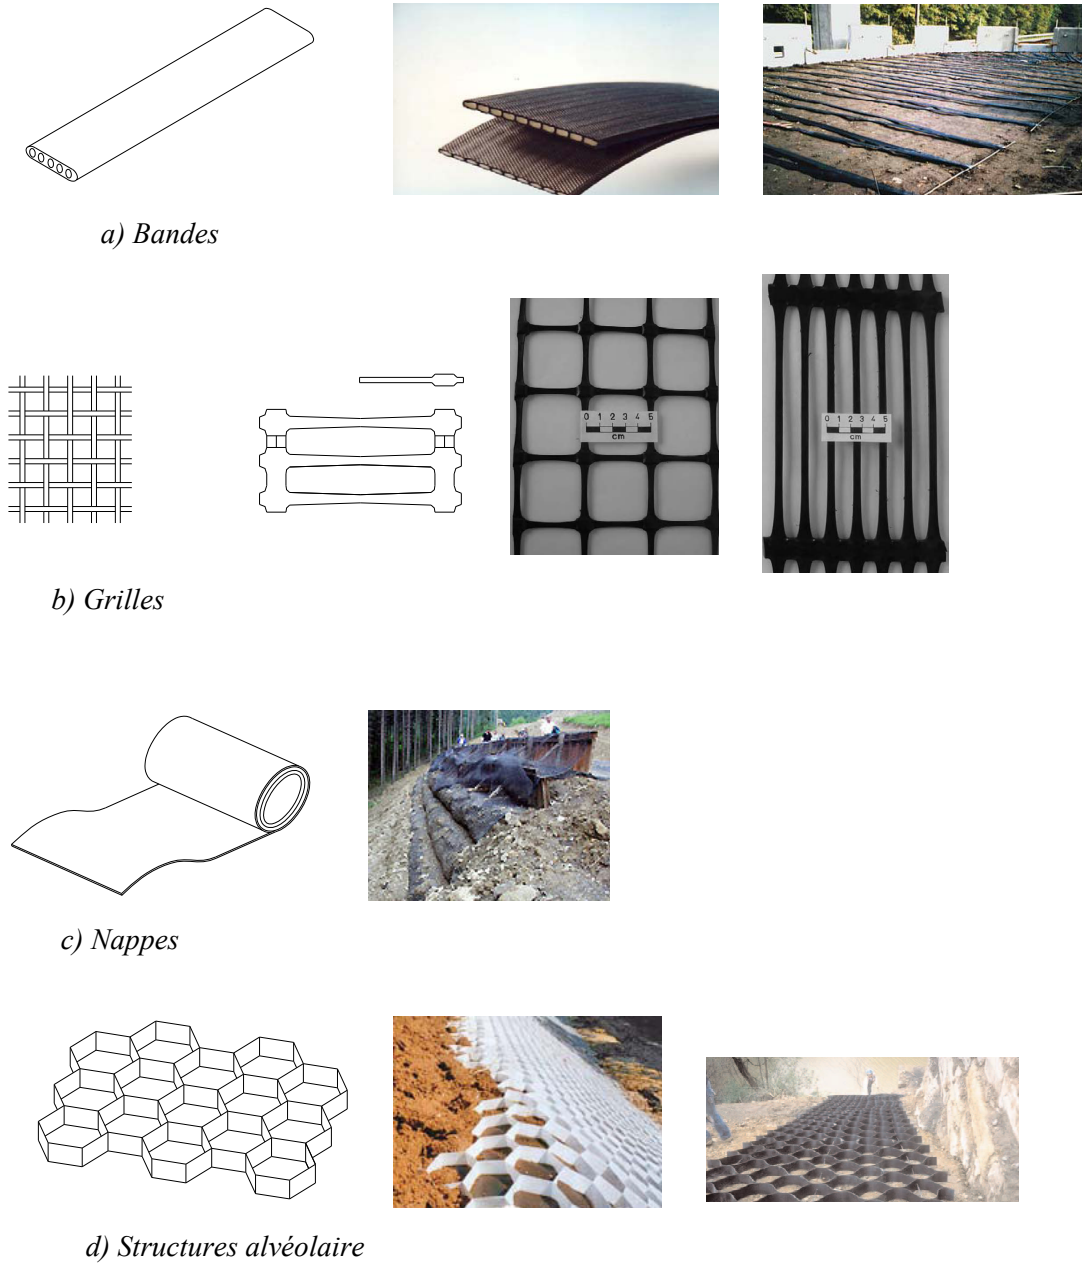 a) Bandes
0 1 2 3 4 5
cm
0 1 2 3 4 5
cm
b) Grilles
c) Nappes
d) Structures alvéolaire